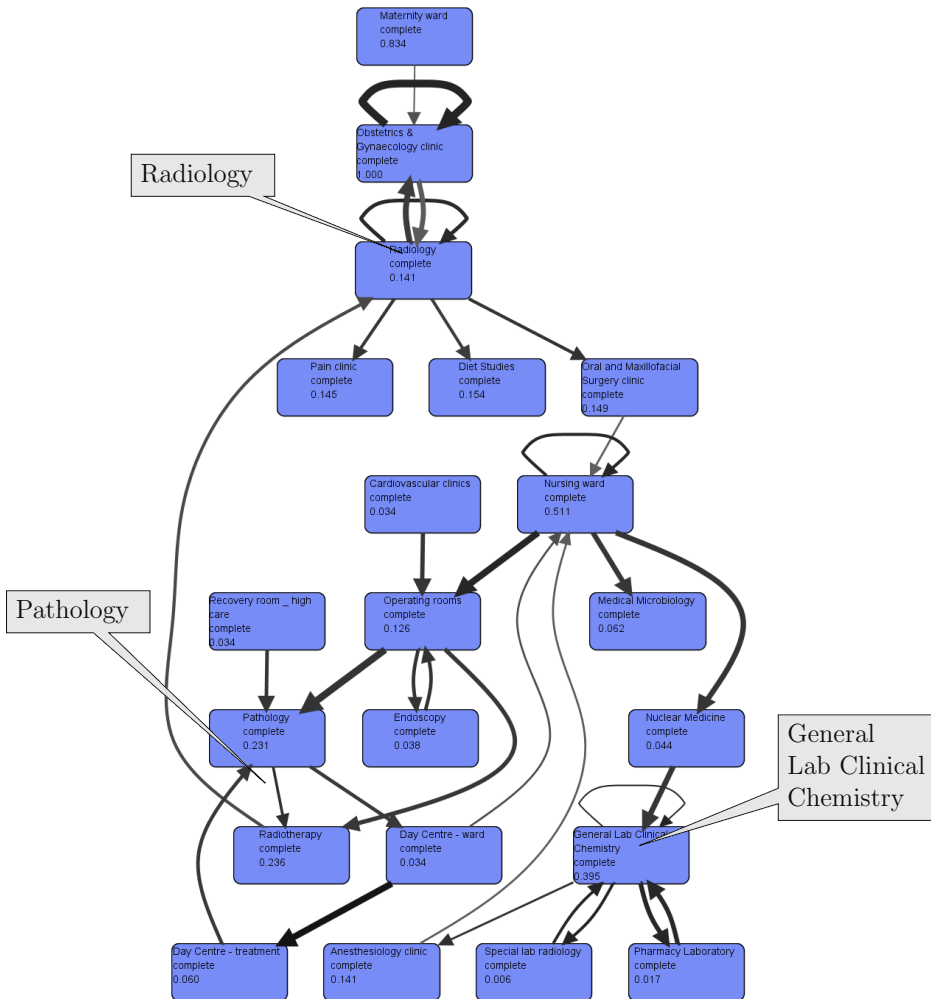 Maternity ward
complete
0.834
Obstetrics &
Gynaecology clinic
complete
1.000
Radiology
Radiology
complete
0.141
Pain clinic
complete
0.145
Diet Studies
complete
0.154
Oral and Maxillofacial
Surgery clinic
complete
0.149
Cardiovascular clinics
complete
0.034
Nursing ward
complete
0.511
Pathology
Recovery room _ high
care
complete
0.034
Operating rooms
complete
0.126
Medical Microbiology
complete
0.062
Pathology
complete
0.231
Endoscopy
complete
0.038
Nuclear Medicine
complete
0.044
General
Lab Clinical
Chemistry
Radiotherapy
complete
0.236
Day Centre - ward
complete
0.034
General Lab Clinical
Chemistry
complete
0.395
Day Centre - treatment
complete
0.060
Anesthesiology clinic
complete
0.141
Special lab radiology
complete
0.006
Pharmacy Laboratory
complete
0.017